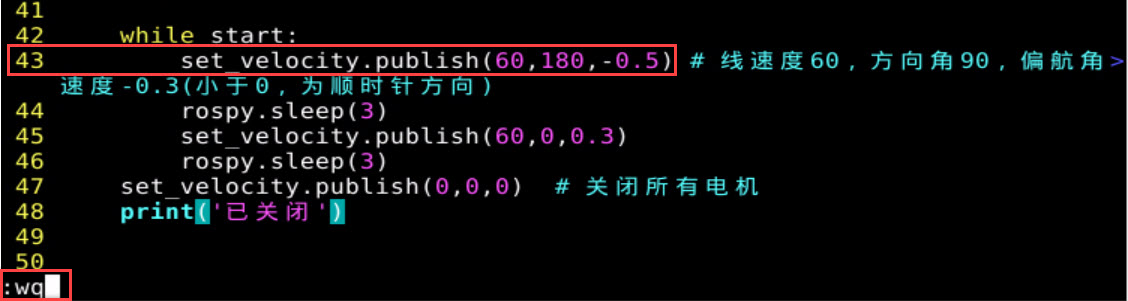 41
42 while start:
43 set_velocity.publish(60,180,-0.5) # 线速度60，方向角90，偏航角>
速度-0.3(小于0，为顺时针方向)
44 rospy.sleep(3)
45 set_velocity.publish(60,0,0.3)
46 rospy.sleep(3)
47 set_velocity.publish(0,0,0) # 关闭所有电机
48 print('已关闭')
49
50
:wq